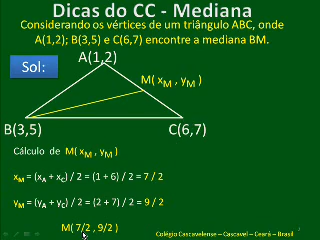 Dicas do CC - Mediana
Considerando os vértices de um triângulo ABC, onde
A(1,2); B(3,5) e C(6,7) encontre a mediana BM.
Sol:
A(1,2)
M( xM , yM )
B(3,5)
C(6,7)
Cálculo de M( xM , yM )
xM = (xA + xC) / 2 = (1 + 6) / 2 = 7 / 2
yM = (yA + yC) / 2 = (2 + 7) / 2 = 9 / 2
M( 7/2 , 9/2 )
Colégio Cascavelense – Cascavel – Ceará – Brasil